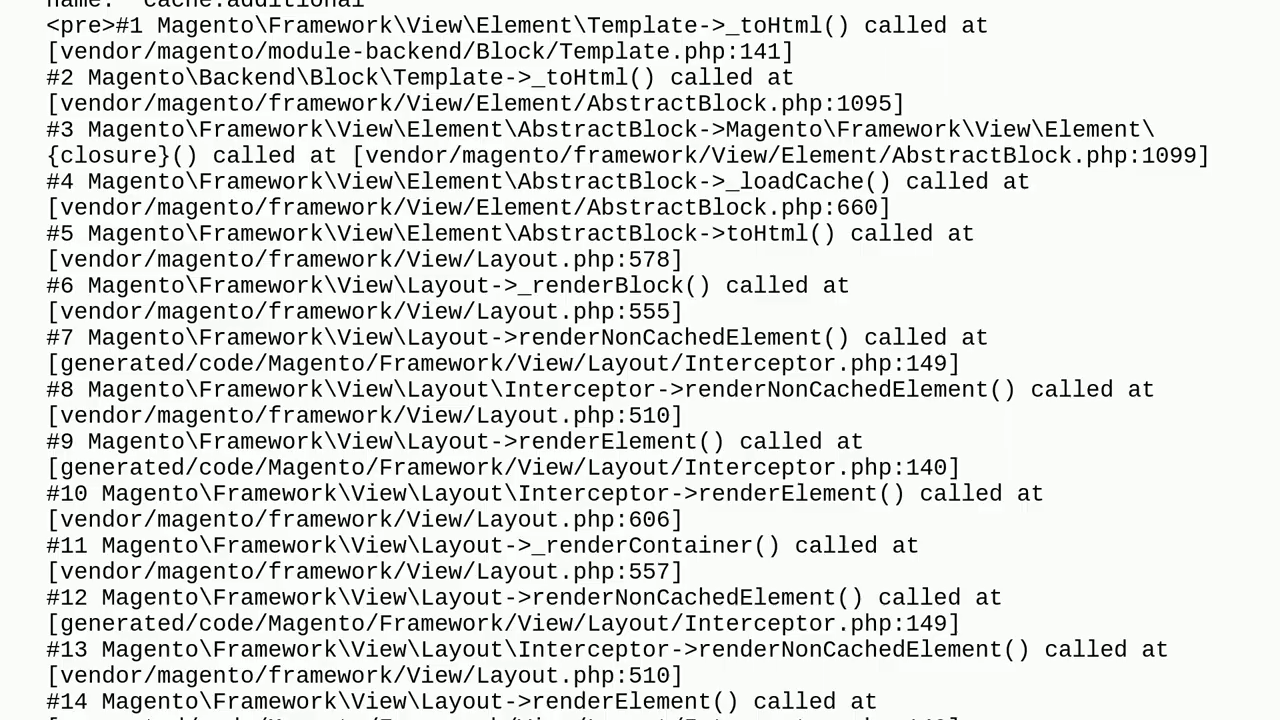 name: 'cache.additional'
<pre>#1 Magento\Framework\View\Element\Template->_toHtml() called at
[vendor/magento/module-backend/Block/Template.php:141]
#2 Magento\Backend\Block\Template->_toHtml() called at
[vendor/magento/framework/View/Element/AbstractBlock.php:1095]
#3 Magento\Framework\View\Element\AbstractBlock->Magento\Framework\View\Element\
{closure}() called at [vendor/magento/framework/View/Element/AbstractBlock.php:1099]
#4 Magento\Framework\View\Element\AbstractBlock->_loadCache() called at
[vendor/magento/framework/View/Element/AbstractBlock.php:660]
#5 Magento\Framework\View\Element\AbstractBlock->toHtml() called at
[vendor/magento/framework/View/Layout.php:578]
#6 Magento\Framework\View\Layout->_renderBlock() called at
[vendor/magento/framework/View/Layout.php:555]
#7 Magento\Framework\View\Layout->renderNonCachedElement() called at
[generated/code/Magento/Framework/View/Layout/Interceptor.php:149]
#8 Magento\Framework\View\Layout\Interceptor->renderNonCachedElement() called at
[vendor/magento/framework/View/Layout.php:510]
#9 Magento\Framework\View\Layout->renderElement() called at
[generated/code/Magento/Framework/View/Layout/Interceptor.php:140]
#10 Magento\Framework\View\Layout\Interceptor->renderElement() called at
[vendor/magento/framework/View/Layout.php:606]
#11 Magento\Framework\View\Layout->_renderContainer() called at
[vendor/magento/framework/View/Layout.php:557]
#12 Magento\Framework\View\Layout->renderNonCachedElement() called at
[generated/code/Magento/Framework/View/Layout/Interceptor.php:149]
#13 Magento\Framework\View\Layout\Interceptor->renderNonCachedElement() called at
[vendor/magento/framework/View/Layout.php:510]
#14 Magento\Framework\View\Layout->renderElement() called at